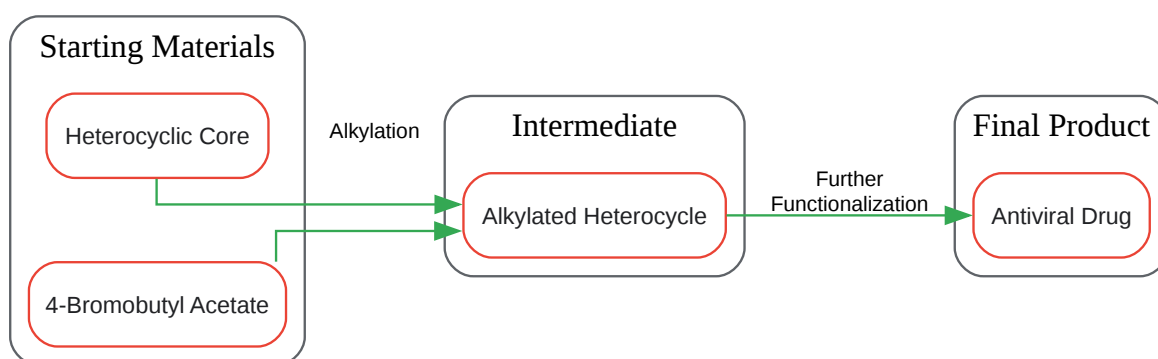 Starting Materials
Heterocyclic Core
4-Bromobutyl Acetate
Alkylation
Intermediate
Alkylated Heterocycle
Further
Functionalization
Final Product
Antiviral Drug